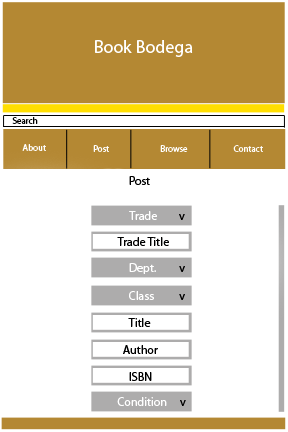 Book Bodega
Search
About Post Browse Contact
Post
Trade v
Trade Title
Dept. v
Class v
Title
Author
ISBN
Condition v